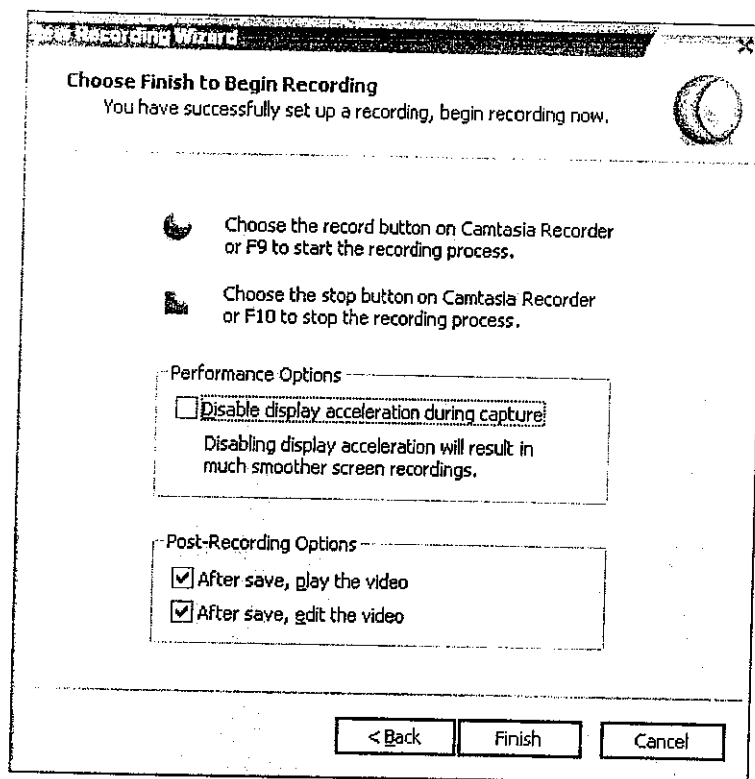 New Recording Wizard
Choose Finish to Begin Recording
You have successfully set up a recording, begin recording now.
Choose the record button on Camtasia Recorder
or F9 to start the recording process.
Choose the stop button on Camtasia Recorder
or F10 to stop the recording process.
Performance Options
Disable display acceleration during capture
Disabling display acceleration will result in
much smoother screen recordings.
Post-Recording Options
After save, play the video
After save, edit the video
< Back
Finish
Cancel